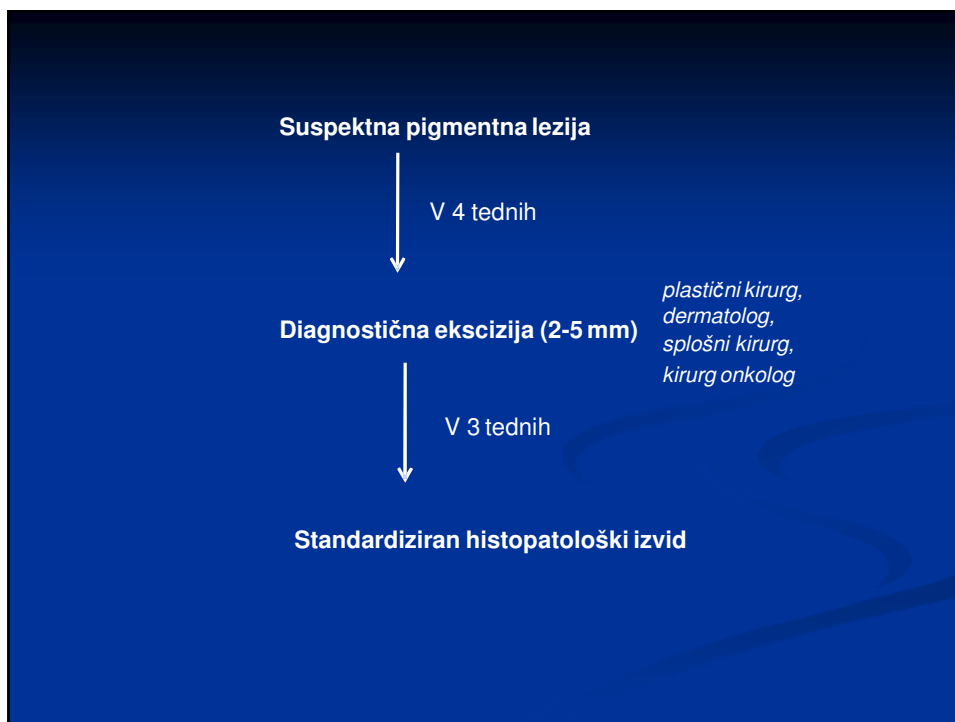 Suspektna pigmentna lezija
V 4 tednih
Diagnostična ekscizija (2-5 mm)
plastični kirurg,
dermatolog,
splošni kirurg,
kirurg onkolog
V 3 tednih
Standardiziran histopatološki izvid